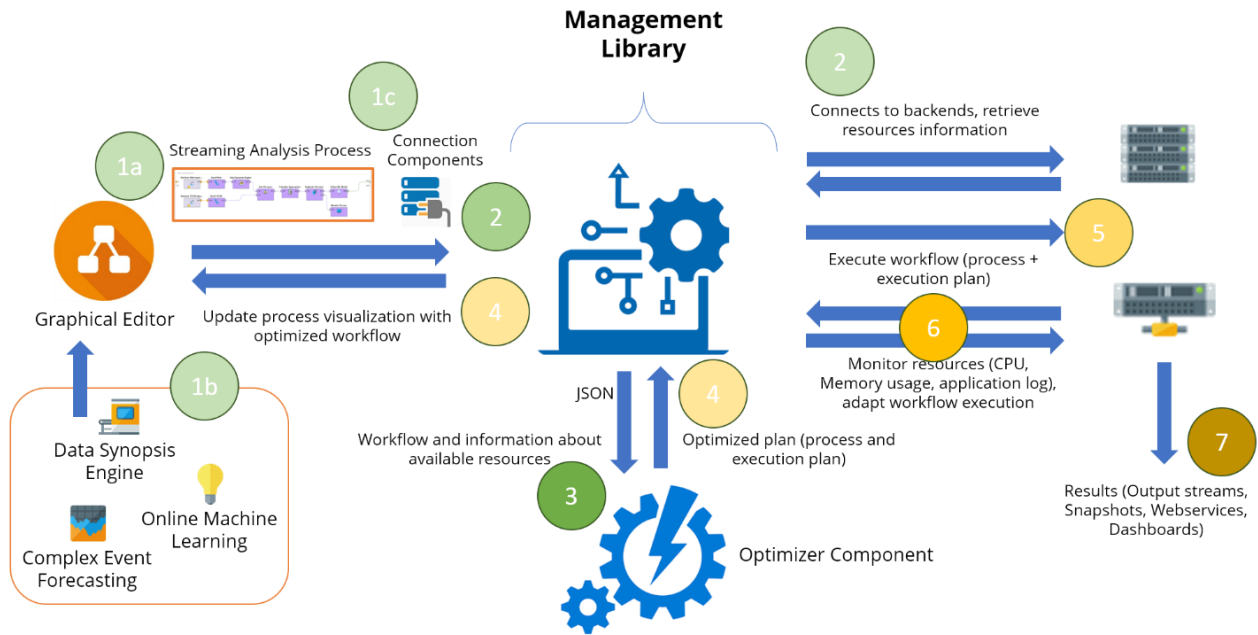 Management
Library
2
1c
Connects to backends, retrieve
resources information
Connection
Components
1a
Streaming Analysis Process
2
5
Execute workflow (process +
execution plan)
Graphical Editor
4
Update process visualization with
optimized workflow
6
Monitor resources (CPU,
Memory usage, application log),
adapt workflow execution
1b
JSON
4
Workflow and information about
available resources
Optimized plan (process and
execution plan)
7
Data Synopsis
Engine
3
Results (Output streams,
Snapshots, Webservices,
Dashboards)
Online Machine
Learning
Complex Event
Forecasting
Optimizer Component